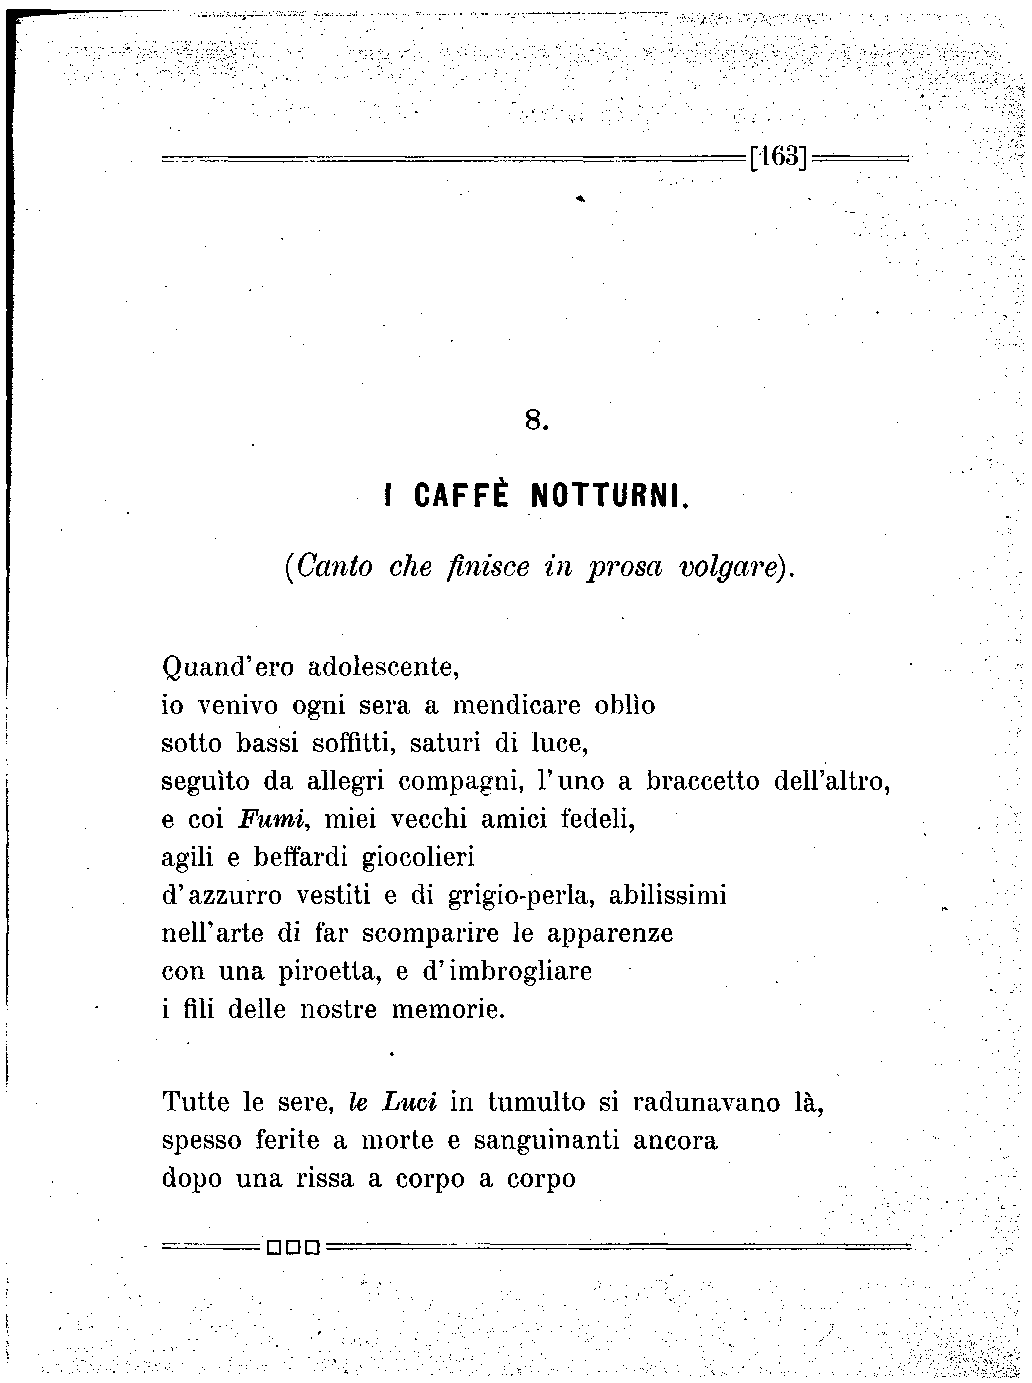 [163]
8.
I CAFFÈ NOTTURNI.
(Canto che finisce in prosa volgare).
Quand'ero adolescente,
io venivo ogni sera a mendicare oblìo
sotto bassi soffitti, saturi di luce,
seguìto da allegri compagni, l'uno a braccetto dell'altro,
e coi Fumi, miei vecchi amici fedeli,
agili e beffardi giocolieri
d'azzurro vestiti e di grigio-perla, abilissimi
nell'arte di far scomparire le apparenze
con una piroetta, e d'imbrogliare
i fili delle nostre memorie.
Tutte le sere, le Luci in tumulto si radunavano là,
spesso ferite a morte e sanguinanti ancora
dopo una rissa a corpo a corpo